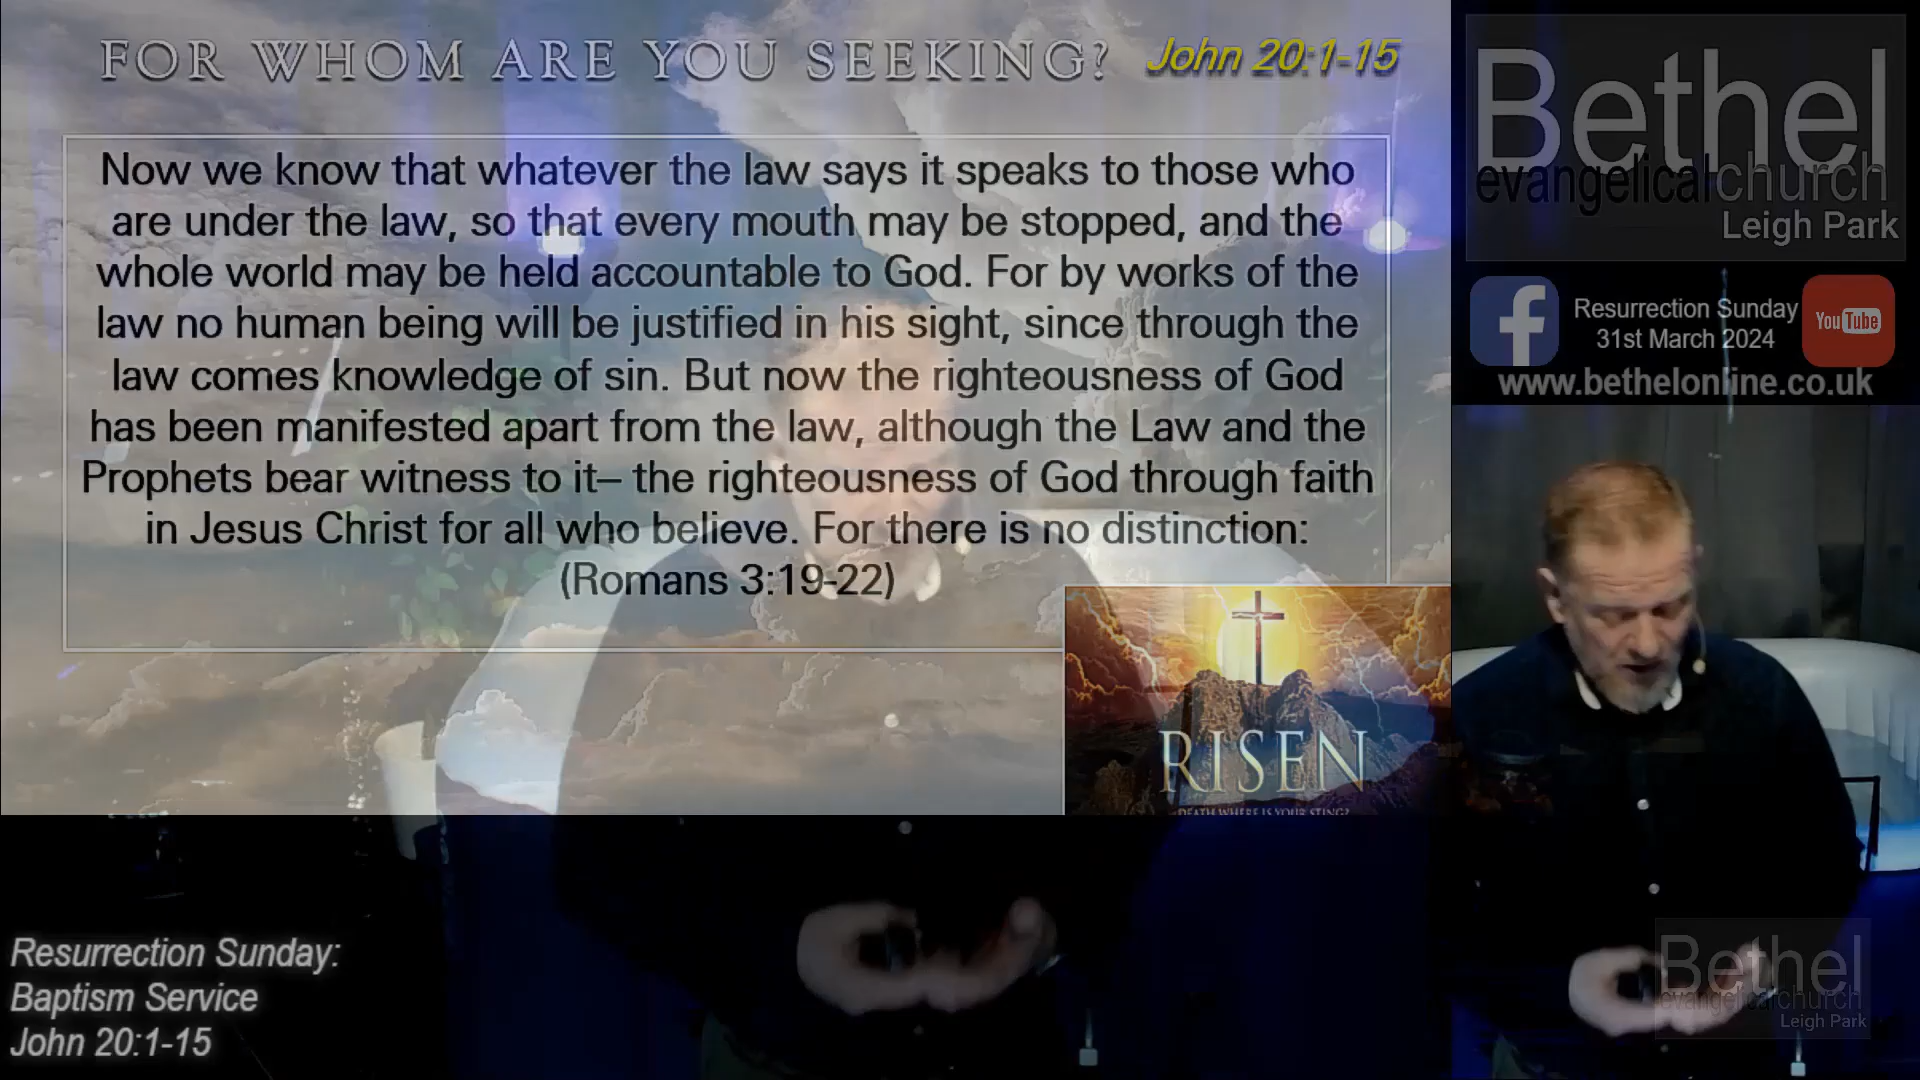 FOR WHOM ARE YOU SEEKING?
John 20:1-15
Now we know that whatever the law says it speaks to those who
are under the law, so that every mouth may be stopped, and the
whole world may be held accountable to God. For by works of the
law no human being will be justified in his sight, since through the
law comes knowledge of sin. But now the righteousness of God
has been manifested apart from the law, although the Law and the
Prophets bear witness to it– the righteousness of God through faith
in Jesus Christ for all who believe. For there is no distinction:
(Romans 3:19-22)
RISEN
DEATH WHERE IS YOUR STING?
Bethel
evangelicalchurch
Leigh Park
Resurrection Sunday
31st March 2024
You Tube
www.bethelonline.co.uk
Resurrection Sunday:
Baptism Service
John 20:1-15
Bethel
evangelicalchurch
Leigh Park